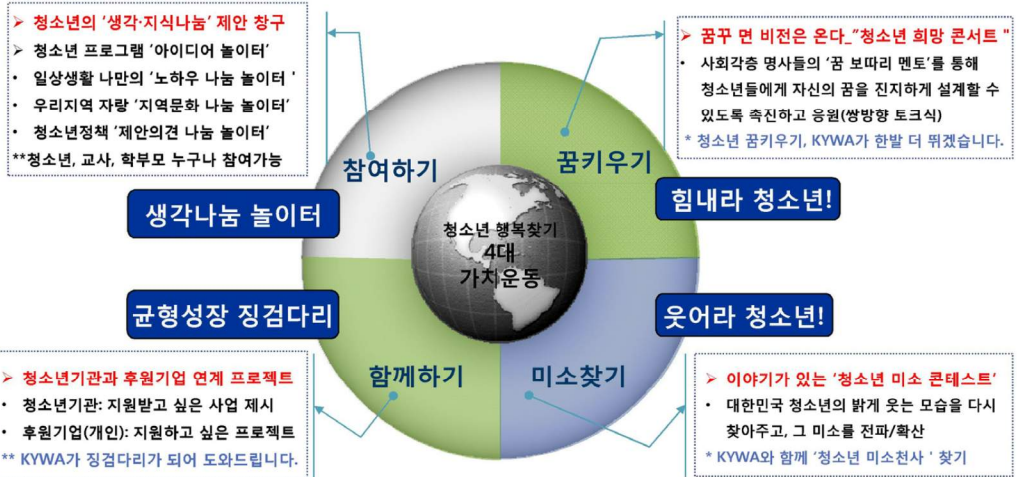 ➢ 청소년의 '생각·지식나눔' 제안 창구
➢ 청소년 프로그램 '아이디어 놀이터'
• 일상생활 나만의 '노하우 나눔 놀이터 '
• 우리지역 자랑 '지역문화 나눔 놀이터'
• 청소년정책 '제안의견 나눔 놀이터'
**청소년, 교사, 학부모 누구나 참여가능
➢ 꿈꾸 면 비전은 온다_"청소년 희망 콘서트 "
• 사회각층 명사들의 '꿈 보따리 멘토'를 통해
청소년들에게 자신의 꿈을 진지하게 설계할 수
있도록 촉진하고 응원(쌍방향 토크식)
* 청소년 꿈키우기, KYWA가 한발 더 뛰겠습니다.
참여하기
꿈키우기
생각나눔 놀이터
힘내라 청소년!
청소년 행복찾기
4대
가치운동
균형성장 징검다리
웃어라 청소년!
함께하기
미소찾기
➢ 청소년기관과 후원기업 연계 프로젝트
• 청소년기관: 지원받고 싶은 사업 제시
• 후원기업(개인): 지원하고 싶은 프로젝트
** KYWA가 징검다리가 되어 도와드립니다.
➢ 이야기가 있는 '청소년 미소 콘테스트'
• 대한민국 청소년의 밝게 웃는 모습을 다시
찾아주고, 그 미소를 전파/확산
* KYWA와 함께 '청소년 미소천사 ' 찾기